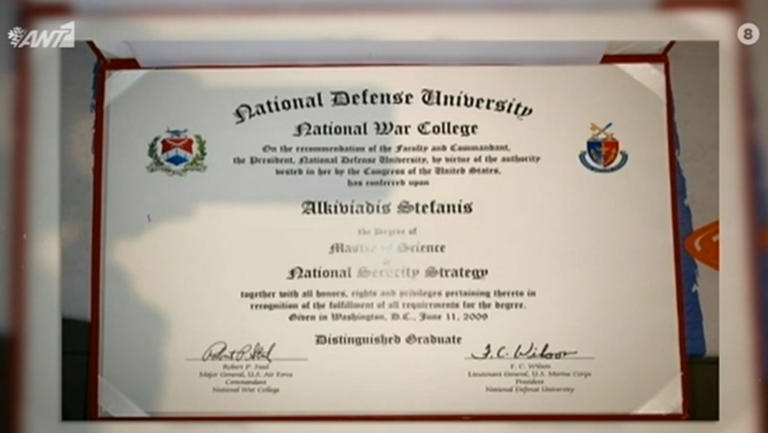 ANT1
8
National Defense University
National War College
On the recommendation of the Faculty and Commandant,
the President, National Defense University, by virtue of the authority
vested in her by the Congress of the United States,
has conferred upon
Alkiviadis Stefanis
the Degree of
Master of Science
in
National Security Strategy
together with all honors, rights and privileges pertaining thereto in
recognition of the fulfillment of all requirements for the degree.
Given in Washington, D.C., June 11, 2009
Distinguished Graduate
Robert P. Steel
F. C. Wilson
Robert P. Steel
Major General, U.S. Air Force
Commandant
National War College
F. C. Wilson
Lieutenant General, U.S. Marine Corps
President
National Defense University